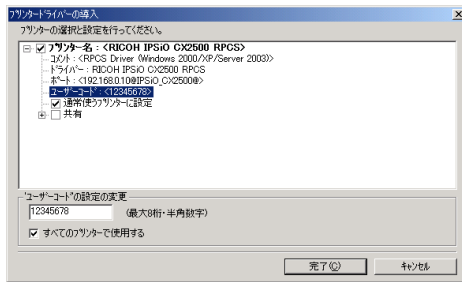 プリンタードライバーの導入
プリンターの選択と設定を行ってください。
プリンター名 : <RICOH IPSiO CX2500 RPCS>
コメント : <RPCS Driver (Windows 2000/XP/Server 2003)>
ドライバー : RICOH IPSiO CX2500 RPCS
ポート : <192.168.0.10@IPSiO_CX2500@>
ユーザーコード : <12345678>
通常使うプリンターに設定
共有
"ユーザーコード"の設定の変更
12345678 (最大8桁・半角数字)
すべてのプリンターで使用する
完了(C) キャンセル